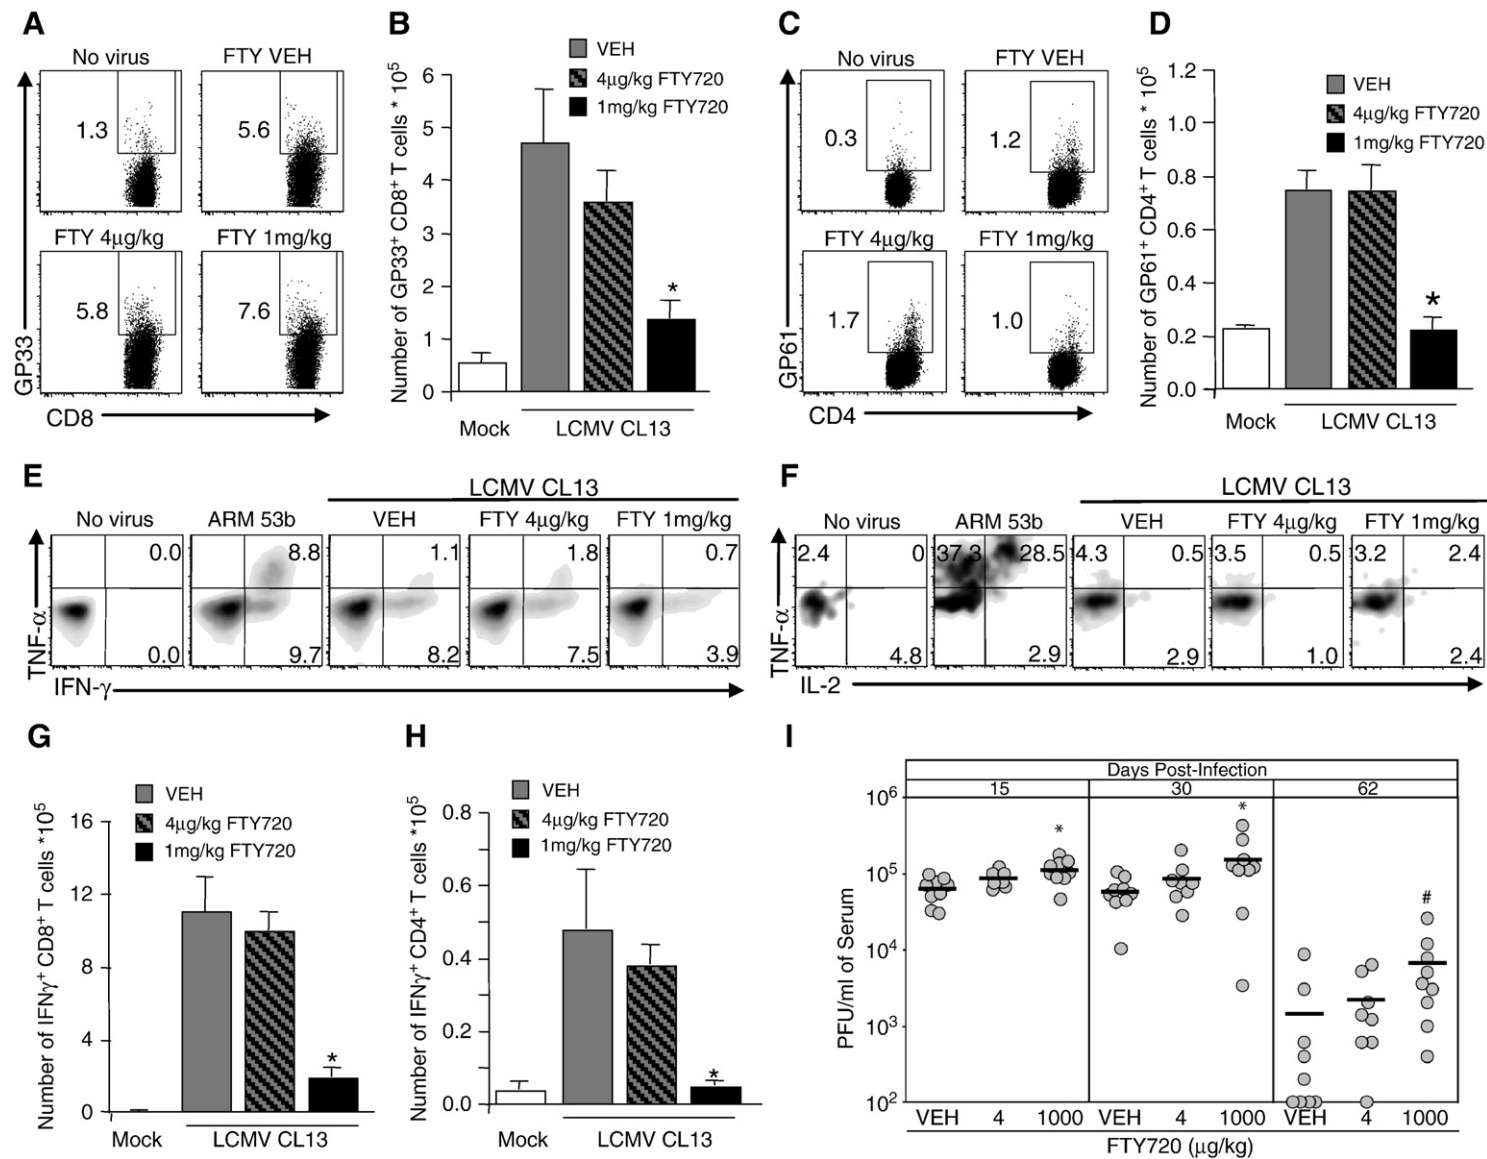 A
No virus
FTY VEH
1.3
5.6
FTY 4µg/kg
FTY 1mg/kg
5.8
7.6
GP33
CD8
B
VEH
4µg/kg FTY720
1mg/kg FTY720
Number of GP33+ CD8+ T cells * 10^5
6
5
4
3
2
1
0
*
Mock
LCMV CL13
C
No virus
FTY VEH
0.3
1.2
FTY 4µg/kg
FTY 1mg/kg
1.7
1.0
GP61
CD4
D
VEH
4µg/kg FTY720
1mg/kg FTY720
Number of GP61+ CD4+ T cells * 10^5
1.2
1.0
0.8
0.6
0.4
0.2
0.0
*
Mock
LCMV CL13
E
LCMV CL13
No virus
ARM 53b
VEH
FTY 4µg/kg
FTY 1mg/kg
0.0
8.8
1.1
1.8
0.7
0.0
9.7
8.2
7.5
3.9
TNF-α
IFN-γ
F
LCMV CL13
No virus
ARM 53b
VEH
FTY 4µg/kg
FTY 1mg/kg
2.4 0
37.3 28.5
4.3 0.5
3.5 0.5
3.2 2.4
4.8
2.9
2.9
1.0
2.4
TNF-α
IL-2
G
VEH
4µg/kg FTY720
1mg/kg FTY720
Number of IFNγ+ CD8+ T cells *10^5
16
12
8
4
0
*
Mock
LCMV CL13
H
VEH
4µg/kg FTY720
1mg/kg FTY720
Number of IFNγ+ CD4+ T cells *10^5
0.8
0.6
0.4
0.2
0.0
*
Mock
LCMV CL13
I
Days Post-Infection
15 30 62
PFU/ml of Serum
10^6
10^5
10^4
10^3
10^2
*
*
#
VEH 4 1000 VEH 4 1000 VEH 4 1000
FTY720 (µg/kg)